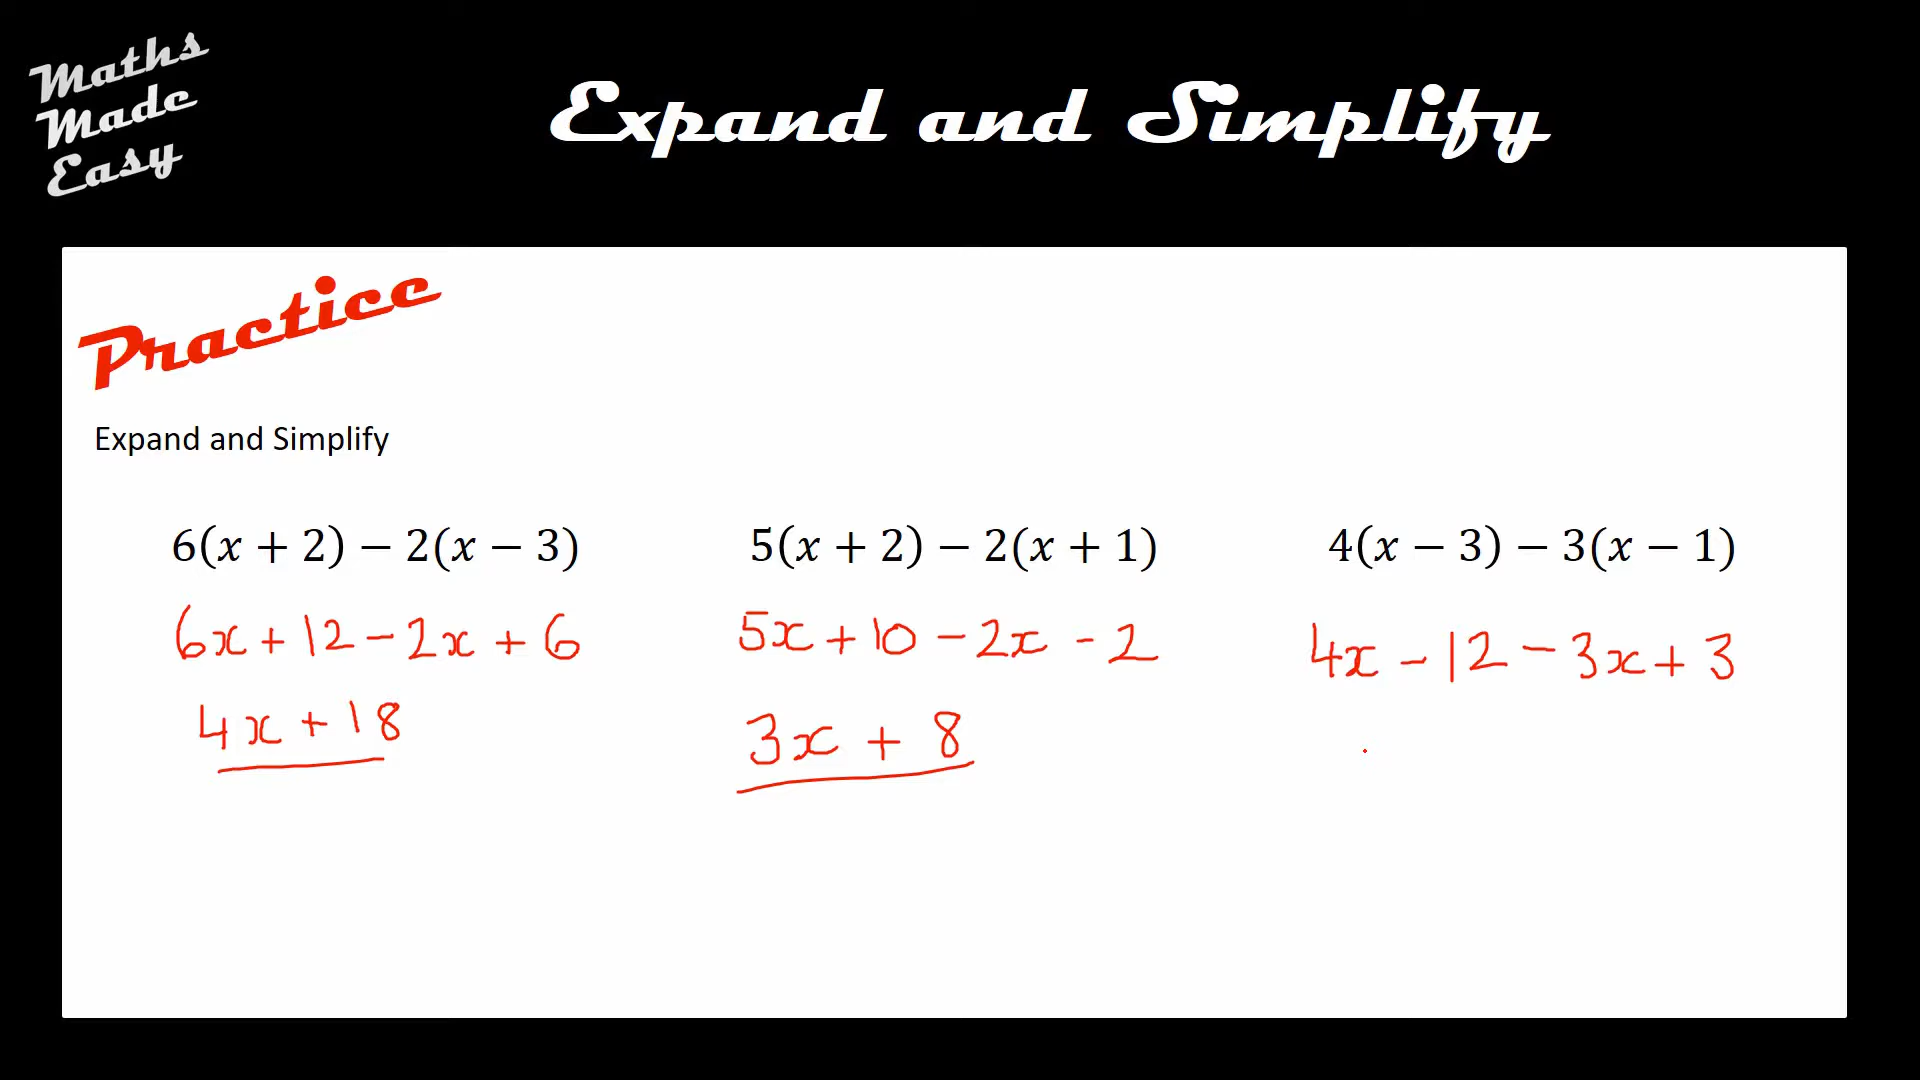 Maths
Made
Easy
Expand and Simplify
Practice
Expand and Simplify
6(x + 2) − 2(x − 3)
6x + 12 − 2x + 6
4x + 18
5(x + 2) − 2(x + 1)
5x + 10 − 2x − 2
3x + 8
4(x − 3) − 3(x − 1)
4x − 12 − 3x + 3